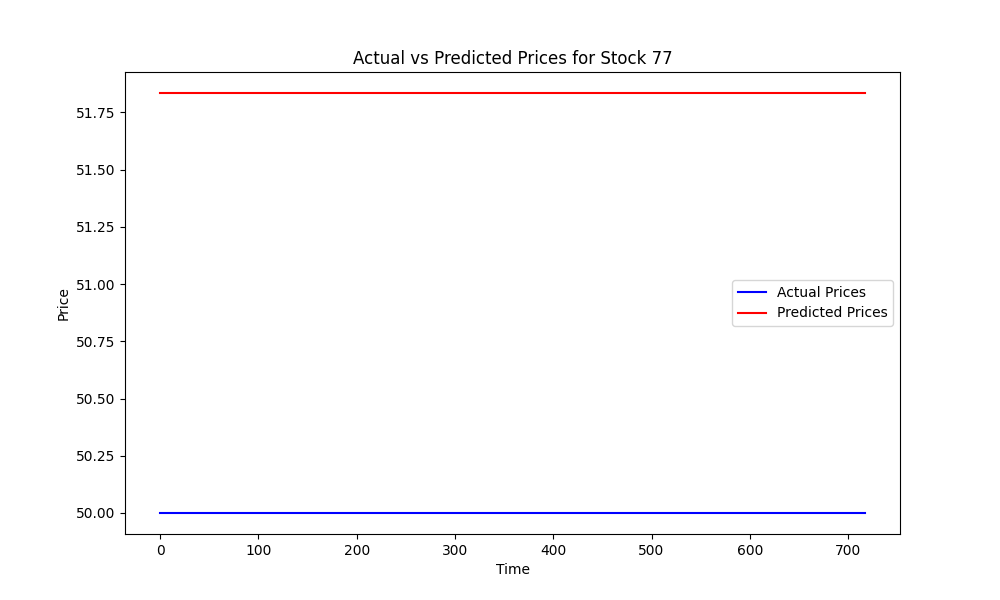 Actual vs Predicted Prices for Stock 77
51.75
51.50
51.25
51.00
50.75
50.50
50.25
50.00
Price
Actual Prices
Predicted Prices
0 100 200 300 400 500 600 700
Time